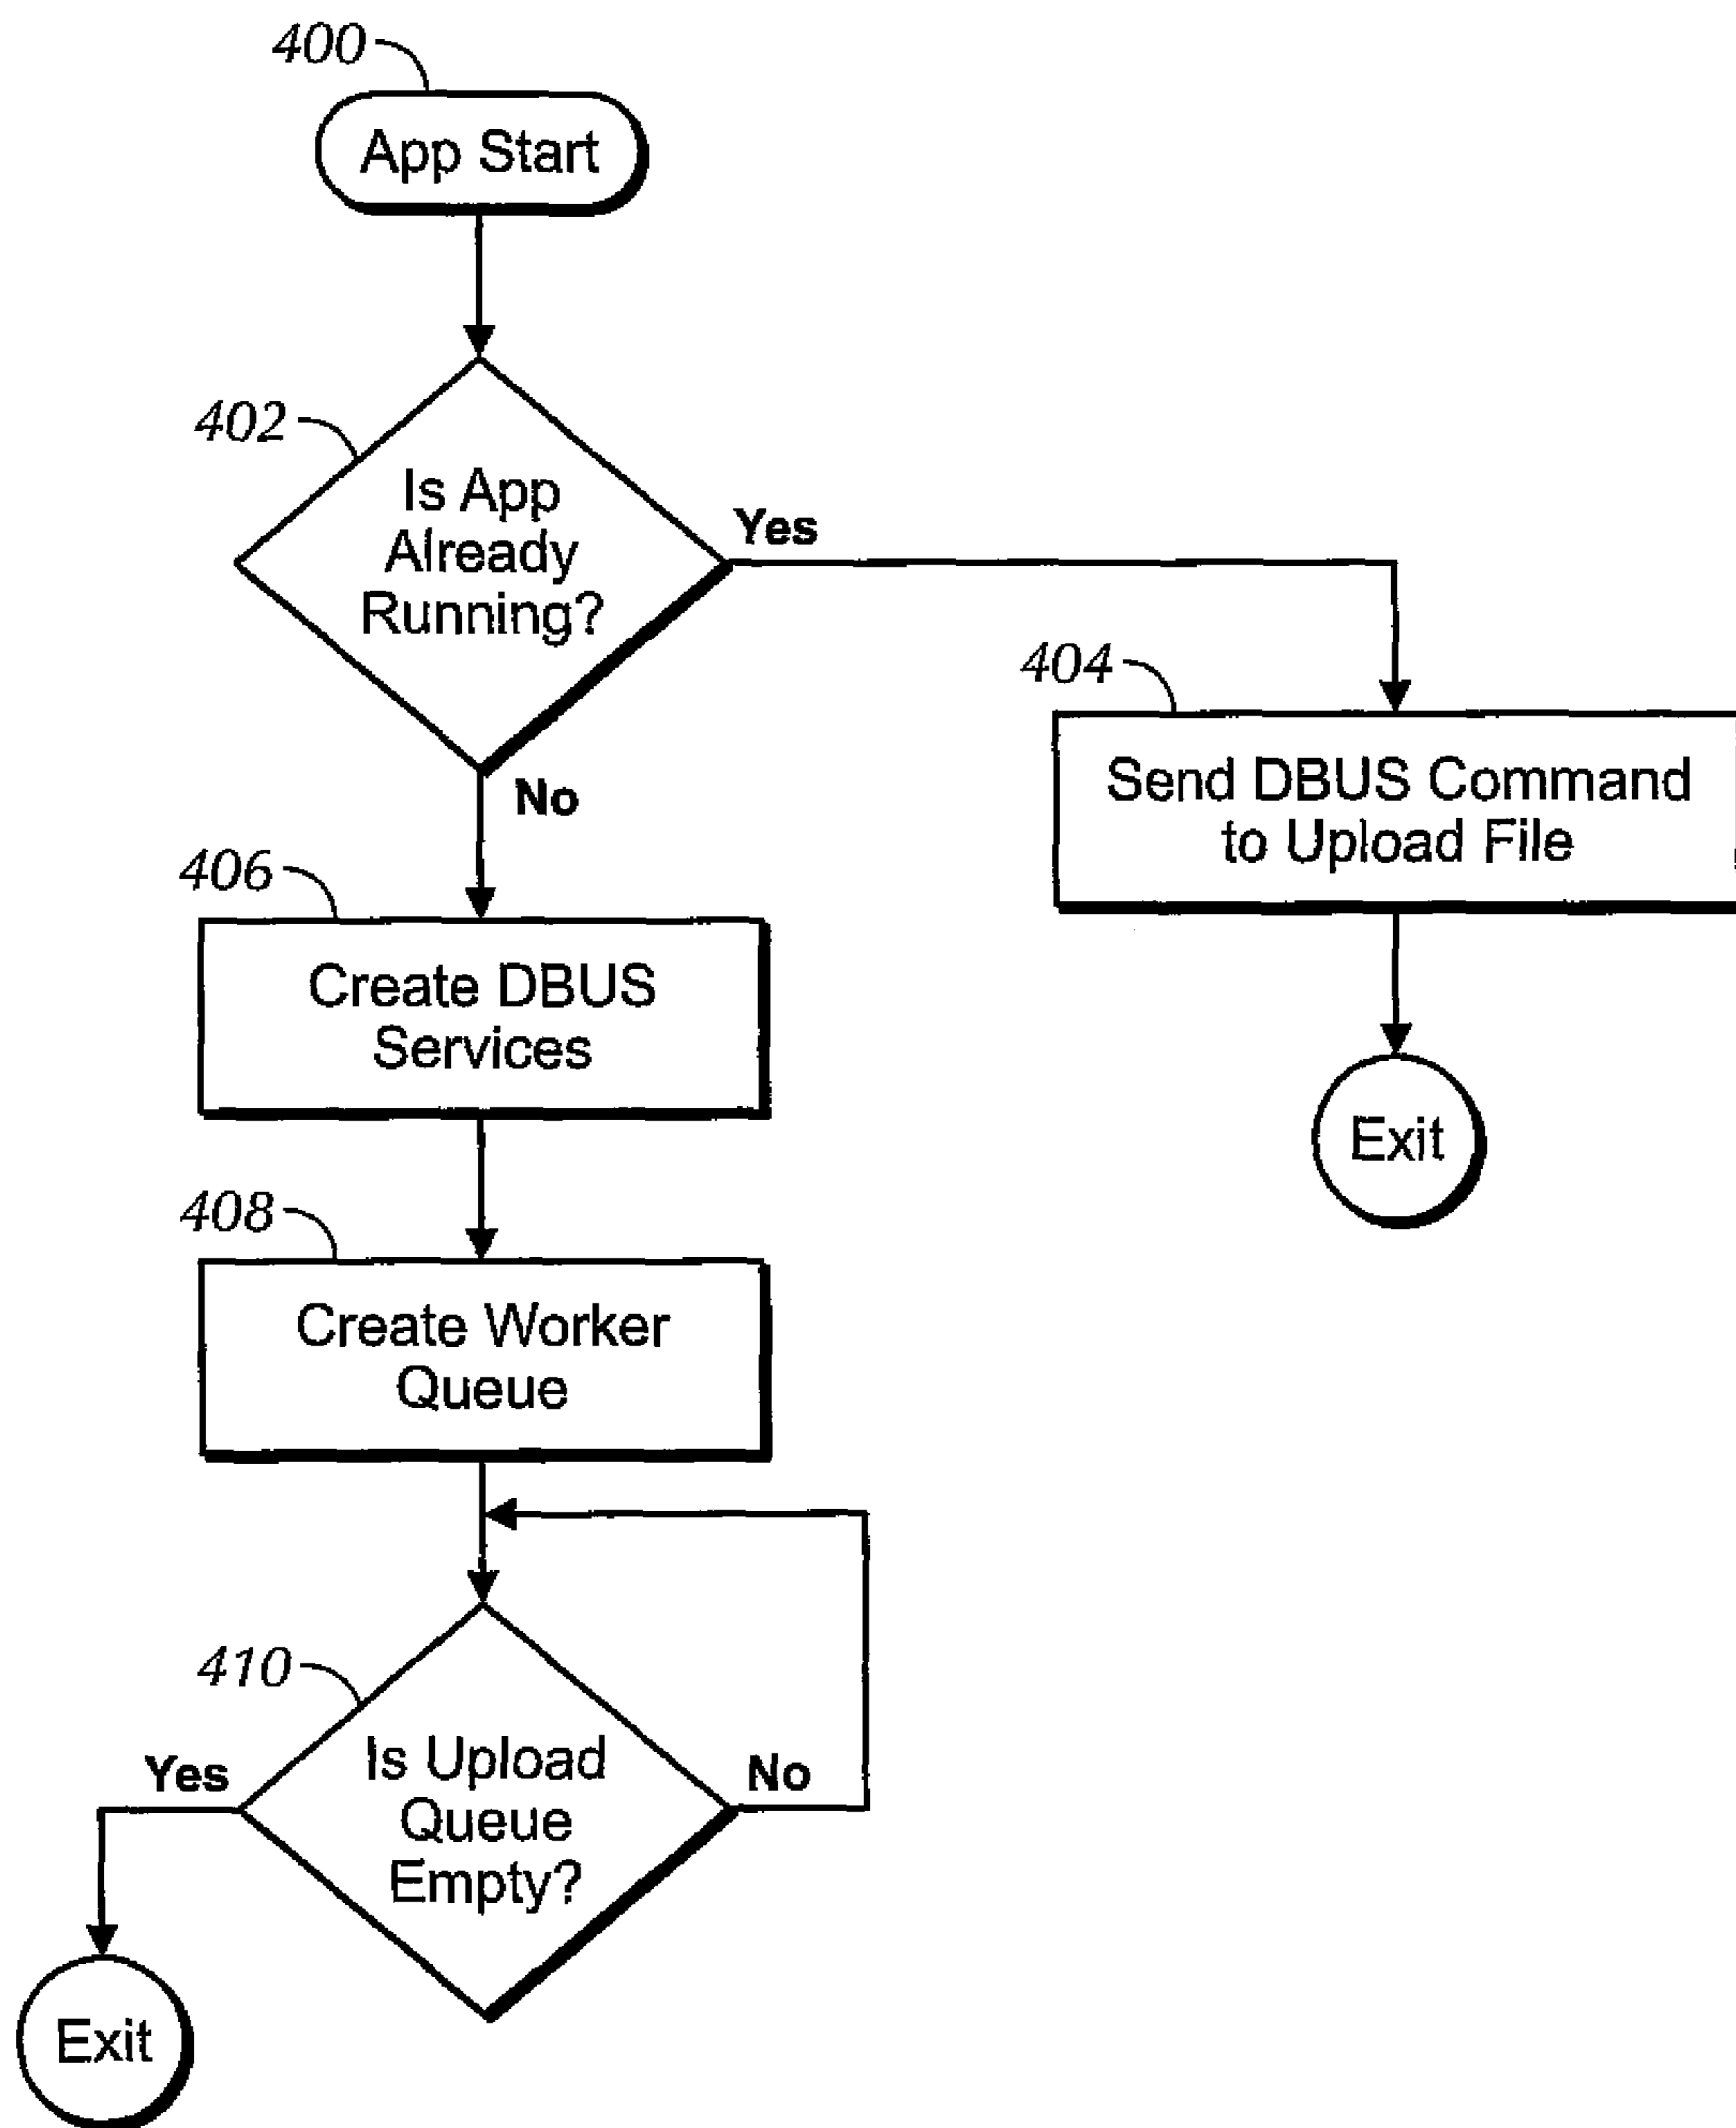 400
App Start
402
Is App
Already
Running?
Yes
No
404
Send DBUS Command
to Upload File
Exit
406
Create DBUS
Services
408
Create Worker
Queue
410
Is Upload
Queue
Empty?
Yes
No
Exit